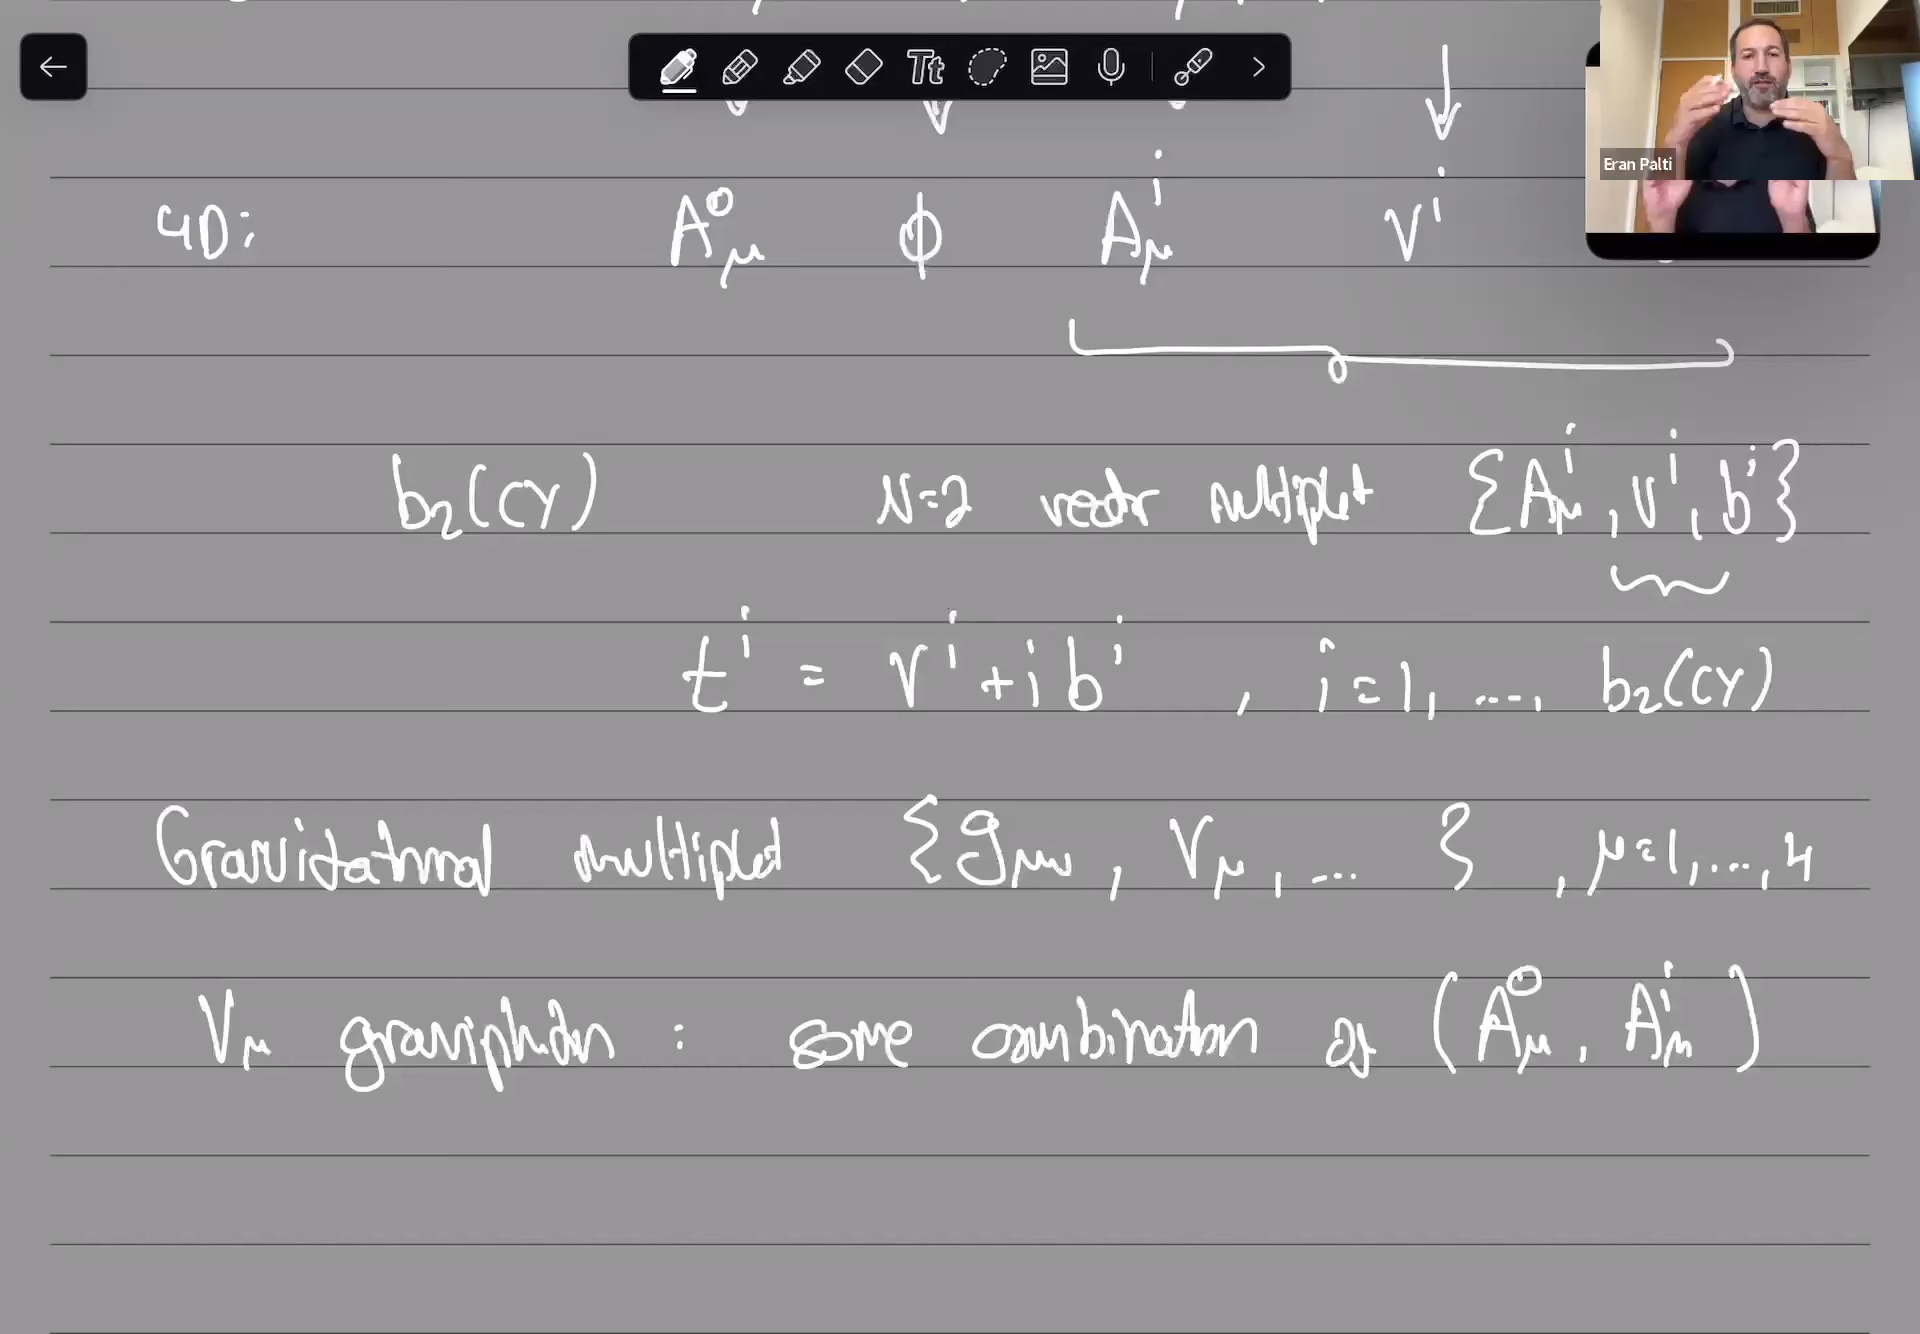 Tt
Eran Palti
4D: A⁰_μ φ Aⁱ_μ vⁱ
b₂(CY) N=2 vector multiplet {Aⁱ_μ, vⁱ, bⁱ}
tⁱ = vⁱ + i bⁱ , i=1, ..., b₂(CY)
Gravitational multiplet {g_μν, V_μ, ... } , μ=1,...,4
V_μ graviphoton : some combination of (A⁰_μ, Aⁱ_μ)